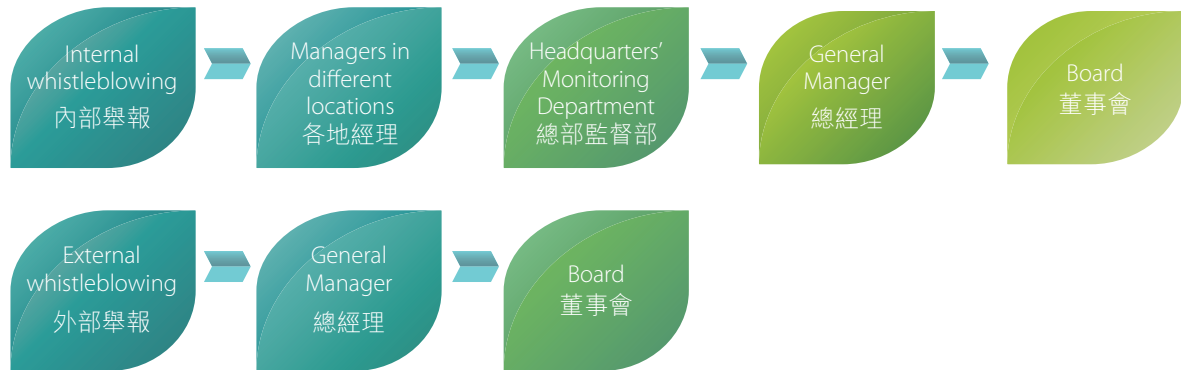 Internal
whistleblowing
內部舉報
Managers in
different
locations
各地經理
Headquarters’
Monitoring
Department
總部監督部
General
Manager
總經理
Board
董事會
External
whistleblowing
外部舉報
General
Manager
總經理
Board
董事會